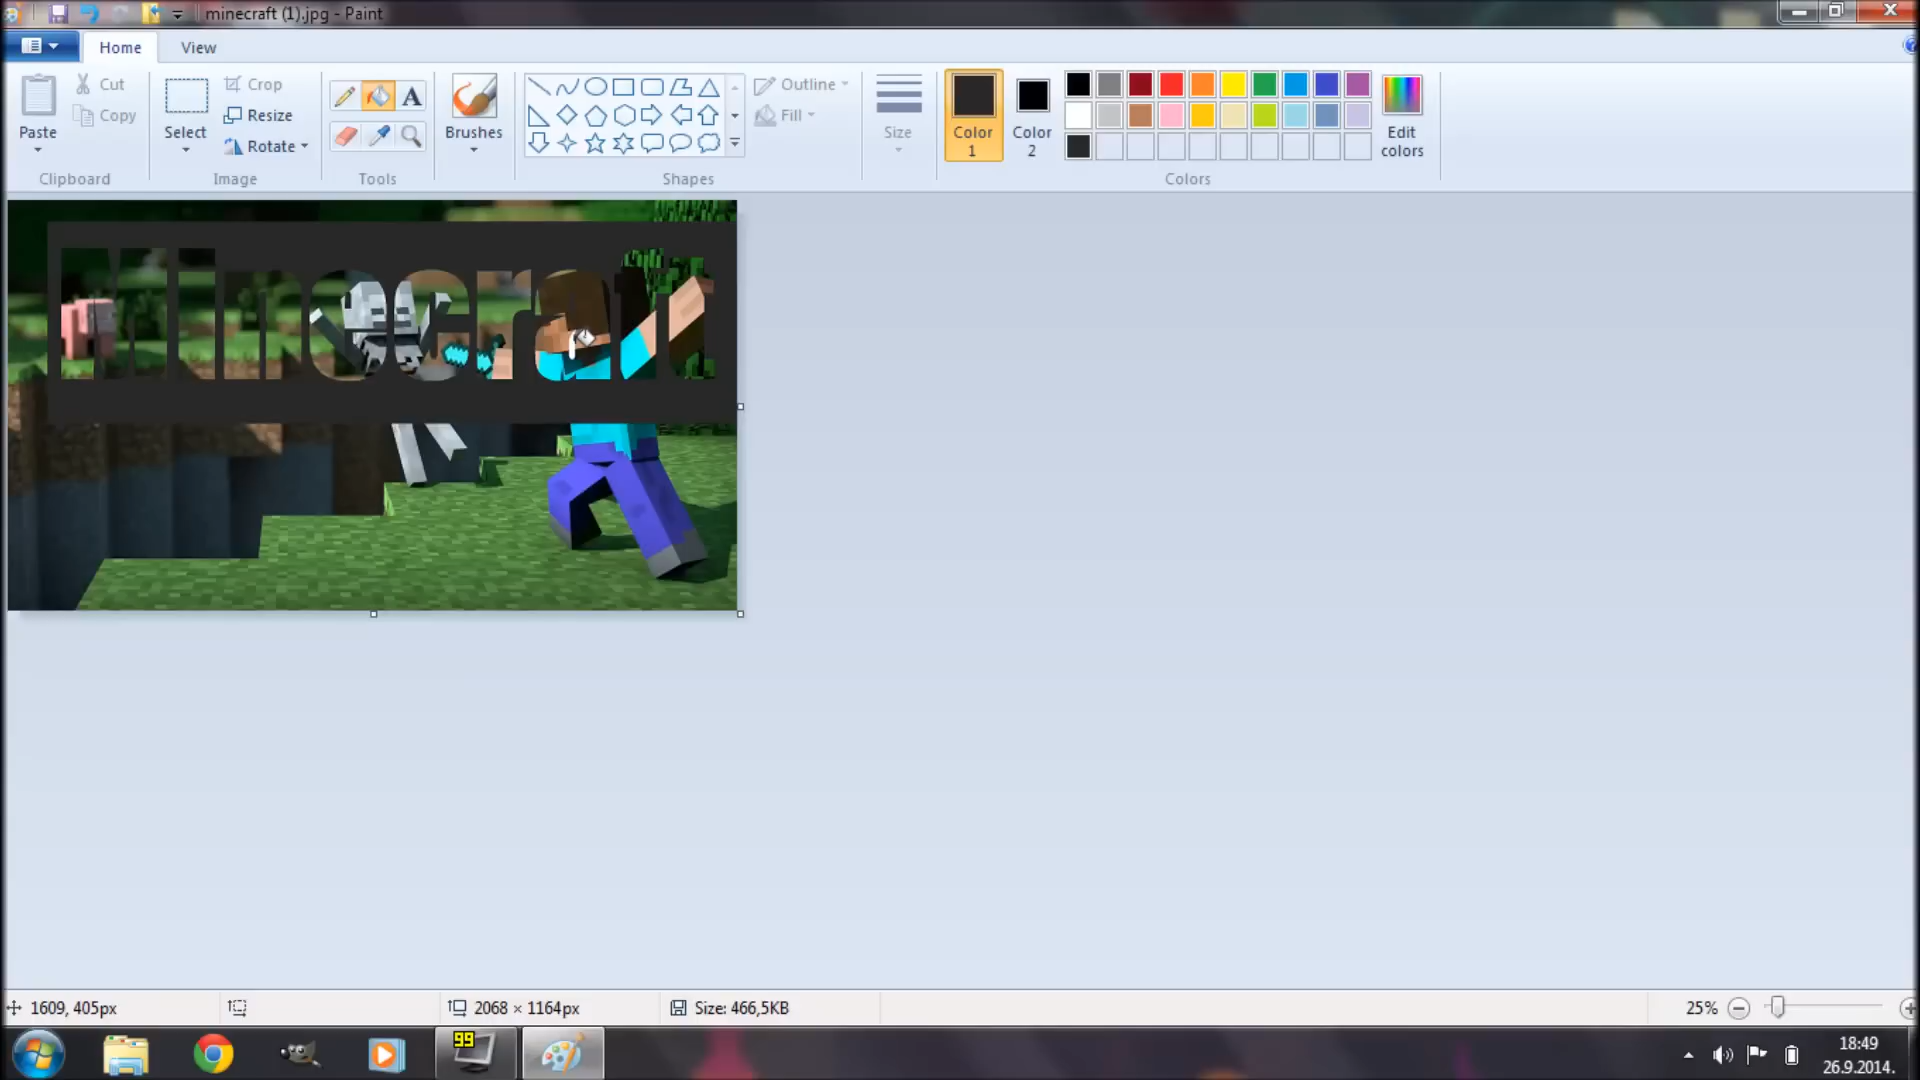 minecraft (1).jpg - Paint
Home View
Paste
Cut
Copy
Clipboard
Select
Crop
Resize
Rotate
Image
A
Tools
Brushes
Shapes
Outline
Fill
Size
Color 1
Color 2
Edit colors
Colors
Minecraft
1609, 405px
2068 × 1164px
Size: 466,5KB
25%
99
18:49
26.9.2014.